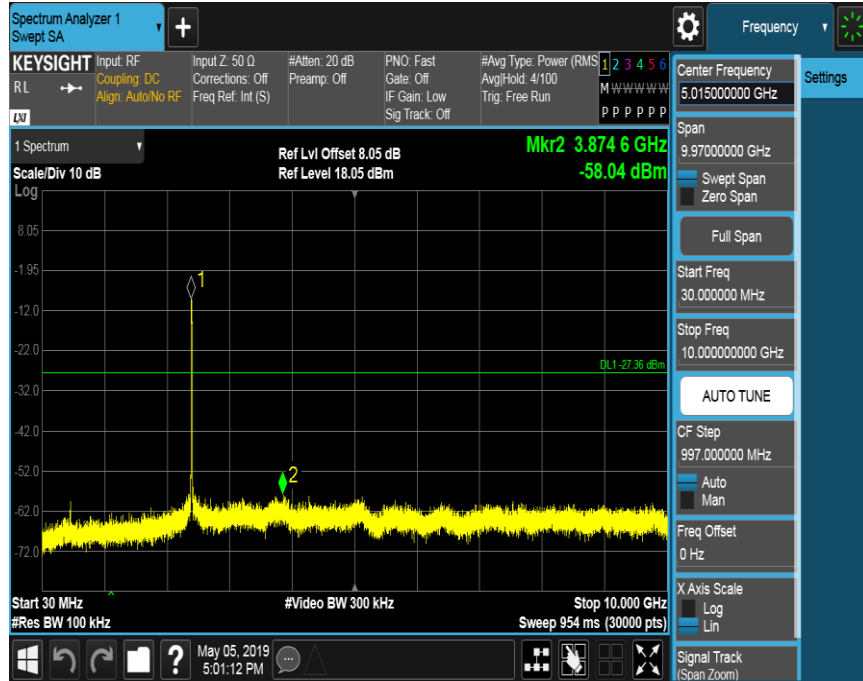 Spectrum Analyzer 1
Swept SA
+
Frequency
KEYSIGHT
RL
LXI
Input: RF
Coupling: DC
Align: Auto/No RF
Input Z: 50 Ω
Corrections: Off
Freq Ref: Int (S)
#Atten: 20 dB
Preamp: Off
PNO: Fast
Gate: Off
IF Gain: Low
Sig Track: Off
#Avg Type: Power (RMS
Avg|Hold: 4/100
Trig: Free Run
1 2 3 4 5 6
M W W W W W
P P P P P P
1 Spectrum
Scale/Div 10 dB
Ref Lvl Offset 8.05 dB
Ref Level 18.05 dBm
Mkr2 3.874 6 GHz
-58.04 dBm
Log
8.05
-1.95
-12.0
-22.0
-32.0
-42.0
-52.0
-62.0
-72.0
1
2
DL1 -27.36 dBm
Start 30 MHz
#Res BW 100 kHz
#Video BW 300 kHz
Stop 10.000 GHz
Sweep 954 ms (30000 pts)
?
May 05, 2019
5:01:12 PM
Center Frequency
5.015000000 GHz
Span
9.97000000 GHz
Swept Span
Zero Span
Full Span
Start Freq
30.000000 MHz
Stop Freq
10.000000000 GHz
AUTO TUNE
CF Step
997.000000 MHz
Auto
Man
Freq Offset
0 Hz
X Axis Scale
Log
Lin
Signal Track
(Span Zoom)
Settings